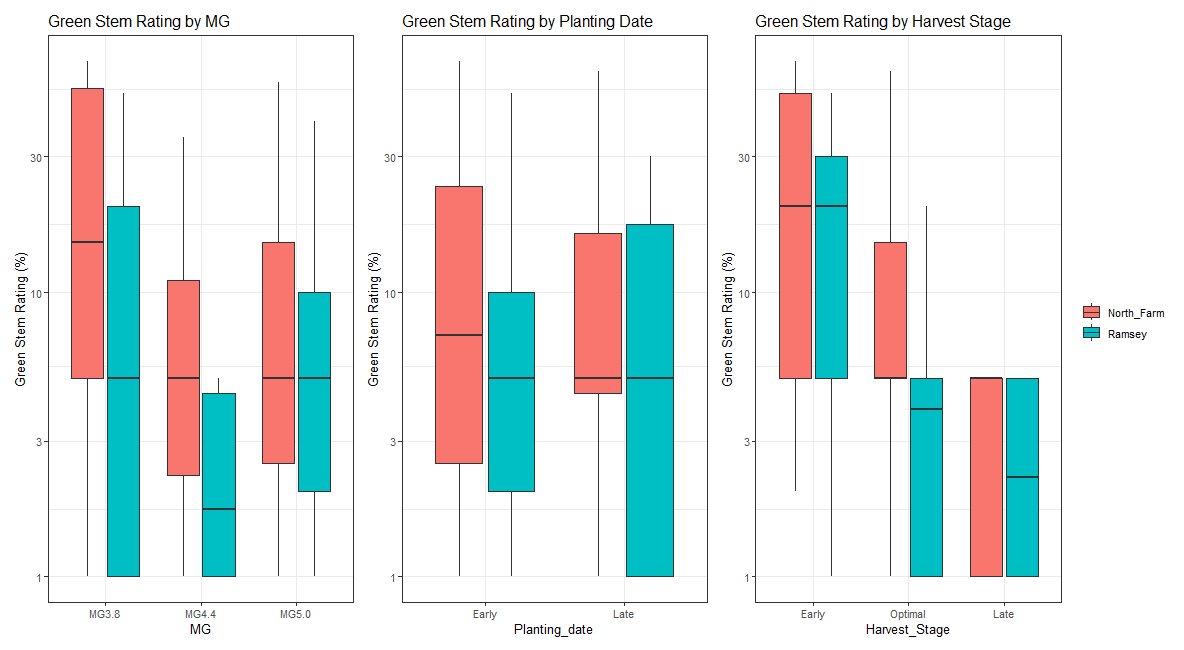 Green Stem Rating by MG
Green Stem Rating (%)
30
10
3
1
MG3.8
MG4.4
MG5.0
MG
Green Stem Rating by Planting Date
Green Stem Rating (%)
30
10
3
1
Early
Late
Planting_date
Green Stem Rating by Harvest Stage
Green Stem Rating (%)
30
10
3
1
Early
Optimal
Late
Harvest_Stage
North_Farm
Ramsey